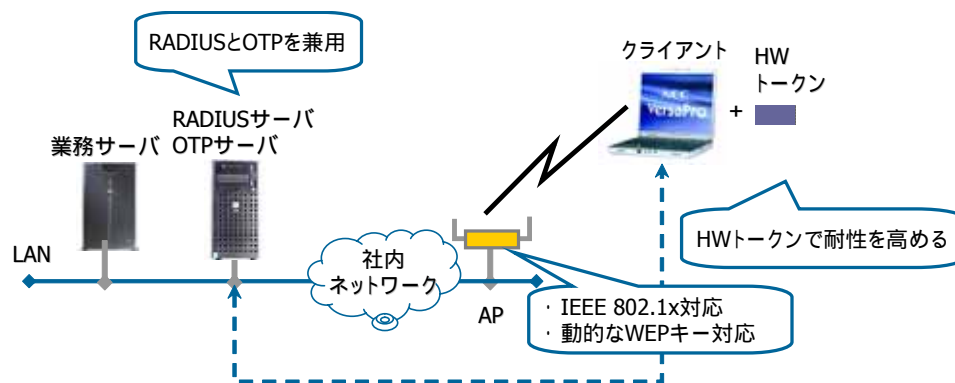 RADIUSとOTPを兼用
クライアント
HW
トークン
NEC
VersaPro
+
RADIUSサーバ
OTPサーバ
業務サーバ
HWトークンで耐性を高める
LAN
社内
ネットワーク
AP
· IEEE 802.1x対応
· 動的なWEPキー対応